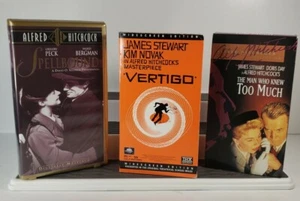 ALFRED HITCHCOCK
PECK
BERGMAN
SPELLBOUND
WIDESCREEN EDITION
JAMES STEWART
KIM NOVAK
IN ALFRED HITCHCOCK'S
MASTERPIECE
"VERTIGO"
WIDESCREEN EDITION
JAMES STEWART DORIS DAY
IN ALFRED HITCHCOCK'S
THE MAN WHO KNEW
TOO MUCH